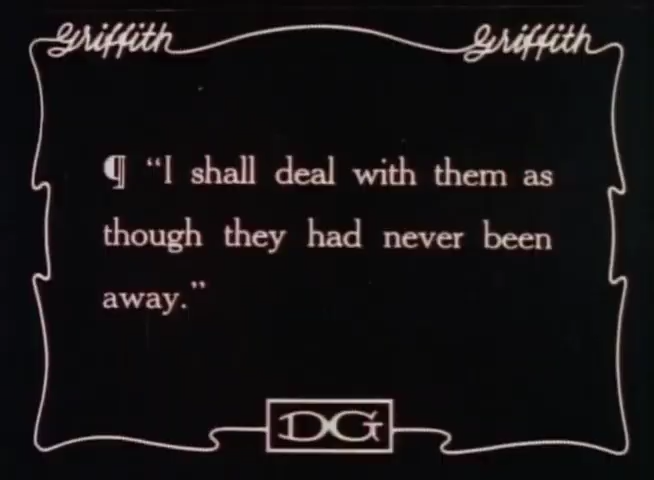 Griffith Griffith
¶ "I shall deal with them as
though they had never been
away."
DG